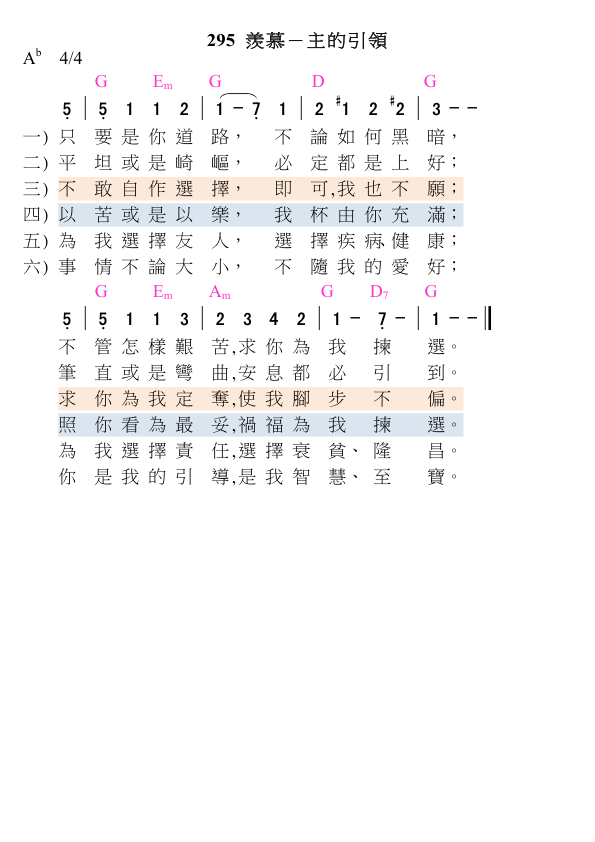 295 羨慕－主的引領
A♭ 4/4
G Em G D G
5 | 5 1 1 2 | 1 - 7 1 | 2 ♯1 2 ♯2 | 3 - -
一) 只要是你道路，不論如何黑暗，
二) 平坦或是崎嶇，必定都是上好；
三) 不敢自作選擇，即可,我也不願；
四) 以苦或是以樂，我杯由你充滿；
五) 為我選擇友人，選擇疾病、健康；
六) 事情不論大小，不隨我的愛好；
G Em Am G D7 G
5 | 5 1 1 3 | 2 3 4 2 | 1 - 7 - | 1 - - ‖
不管怎樣艱苦,求你為我揀選。
筆直或是彎曲,安息都必引到。
求你為我定奪,使我腳步不偏。
照你看為最妥,禍福為我揀選。
為我選擇責任,選擇衰貧、隆昌。
你是我的引導,是我智慧、至寶。